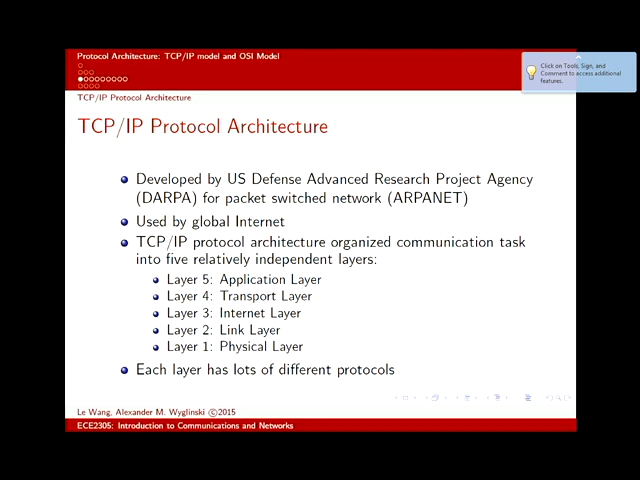 Protocol Architecture: TCP/IP model and OSI Model
TCP/IP Protocol Architecture
TCP/IP Protocol Architecture
Click on Tools, Sign, and
Comment to access additional
features.
Developed by US Defense Advanced Research Project Agency
(DARPA) for packet switched network (ARPANET)
Used by global Internet
TCP/IP protocol architecture organized communication task
into five relatively independent layers:
Layer 5: Application Layer
Layer 4: Transport Layer
Layer 3: Internet Layer
Layer 2: Link Layer
Layer 1: Physical Layer
Each layer has lots of different protocols
Le Wang, Alexander M. Wyglinski ©2015
ECE2305: Introduction to Communications and Networks